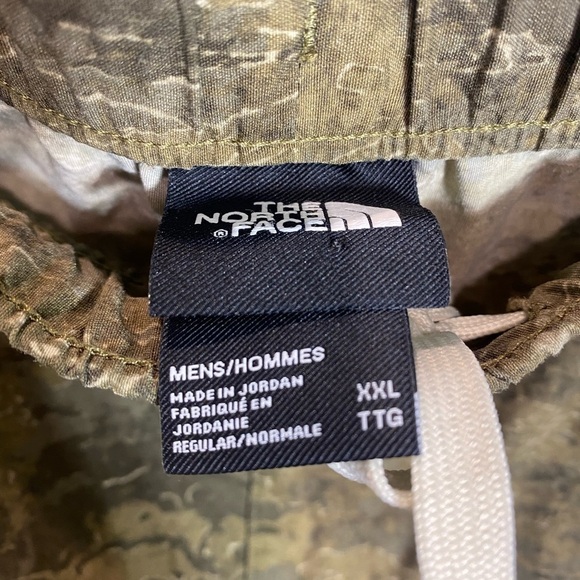 THE
NORTH
FACE®
MENS/HOMMES
MADE IN JORDAN
FABRIQUÉ EN
JORDANIE
REGULAR/NORMALE
XXL
TTG